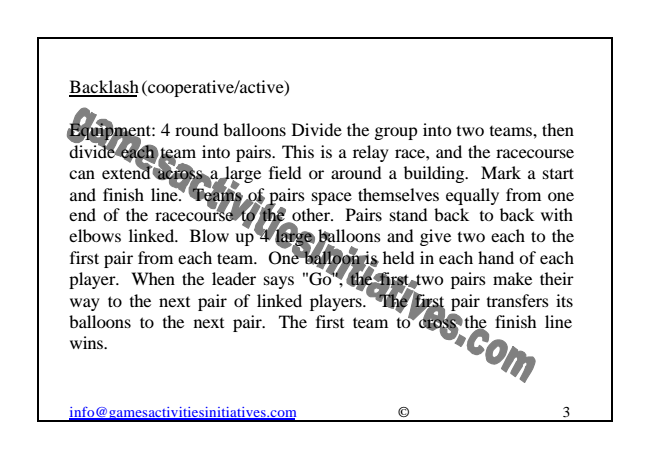 Backlash (cooperative/active)
Equipment: 4 round balloons Divide the group into two teams, then
divide each team into pairs. This is a relay race, and the racecourse
can extend across a large field or around a building. Mark a start
and finish line. Teams of pairs space themselves equally from one
end of the racecourse to the other. Pairs stand back to back with
elbows linked. Blow up 4 large balloons and give two each to the
first pair from each team. One balloon is held in each hand of each
player. When the leader says "Go", the first two pairs make their
way to the next pair of linked players. The first pair transfers its
balloons to the next pair. The first team to cross the finish line
wins.
gamesactivitiesinitiatives.com
info@gamesactivitiesinitiatives.com © 3